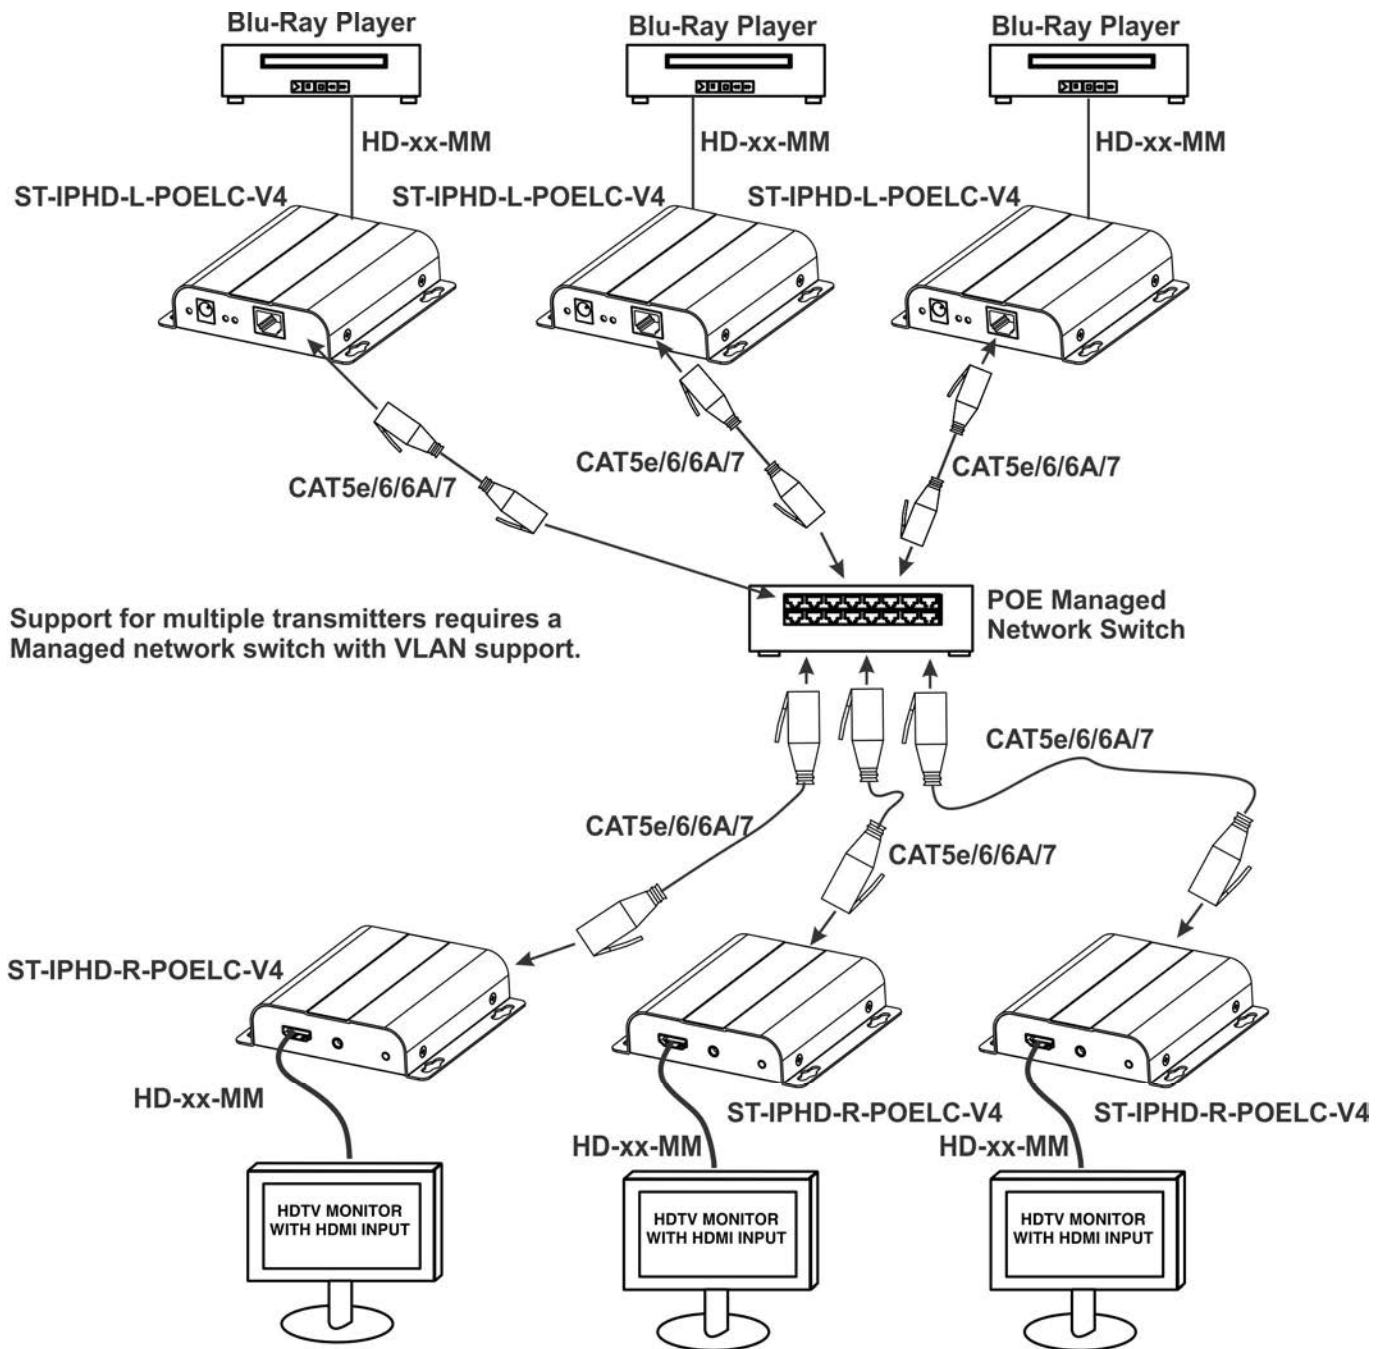 Blu-Ray Player
Blu-Ray Player
Blu-Ray Player
HD-xx-MM
HD-xx-MM
HD-xx-MM
ST-IPHD-L-POELC-V4
ST-IPHD-L-POELC-V4
ST-IPHD-L-POELC-V4
CAT5e/6/6A/7
CAT5e/6/6A/7
CAT5e/6/6A/7
Support for multiple transmitters requires a
Managed network switch with VLAN support.
POE Managed
Network Switch
CAT5e/6/6A/7
CAT5e/6/6A/7
CAT5e/6/6A/7
ST-IPHD-R-POELC-V4
HD-xx-MM
ST-IPHD-R-POELC-V4
ST-IPHD-R-POELC-V4
HD-xx-MM
HD-xx-MM
HDTV MONITOR
WITH HDMI INPUT
HDTV MONITOR
WITH HDMI INPUT
HDTV MONITOR
WITH HDMI INPUT